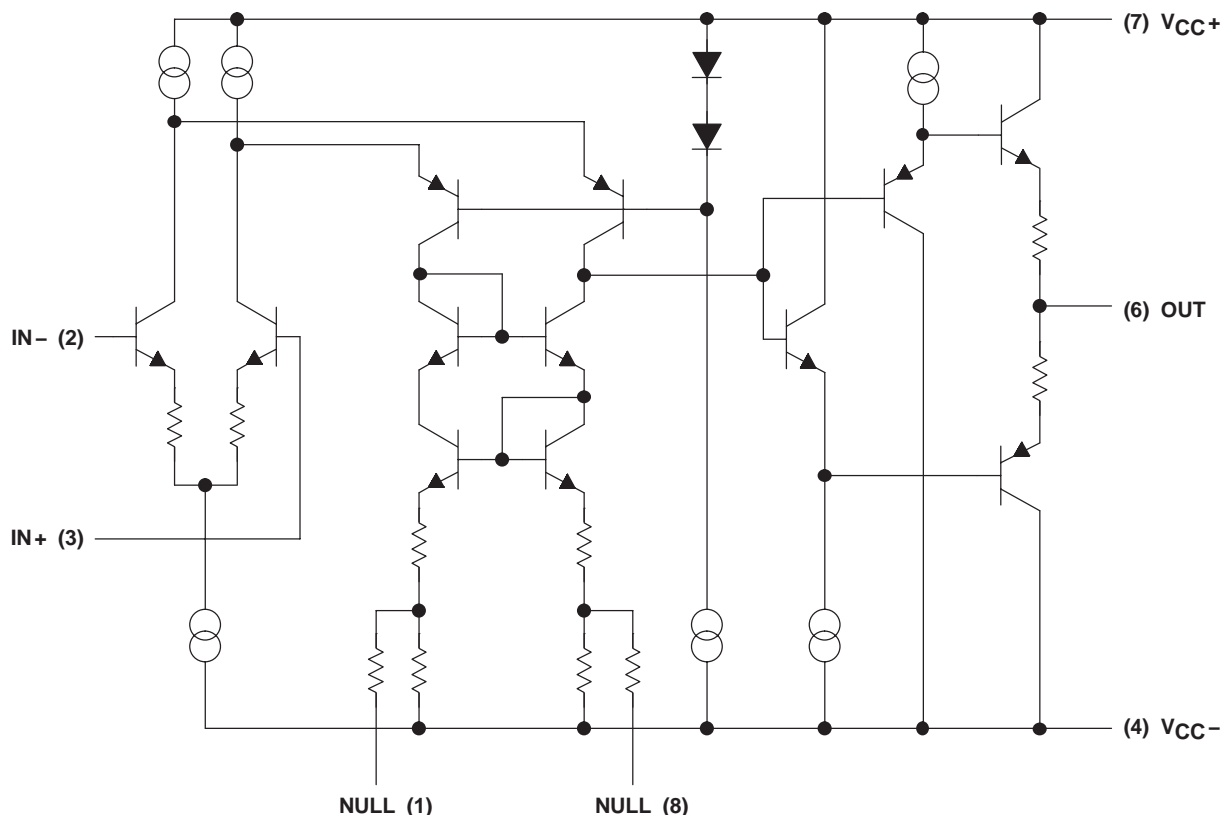 (7) VCC+
IN− (2)
(6) OUT
IN+ (3)
(4) VCC−
NULL (1)
NULL (8)